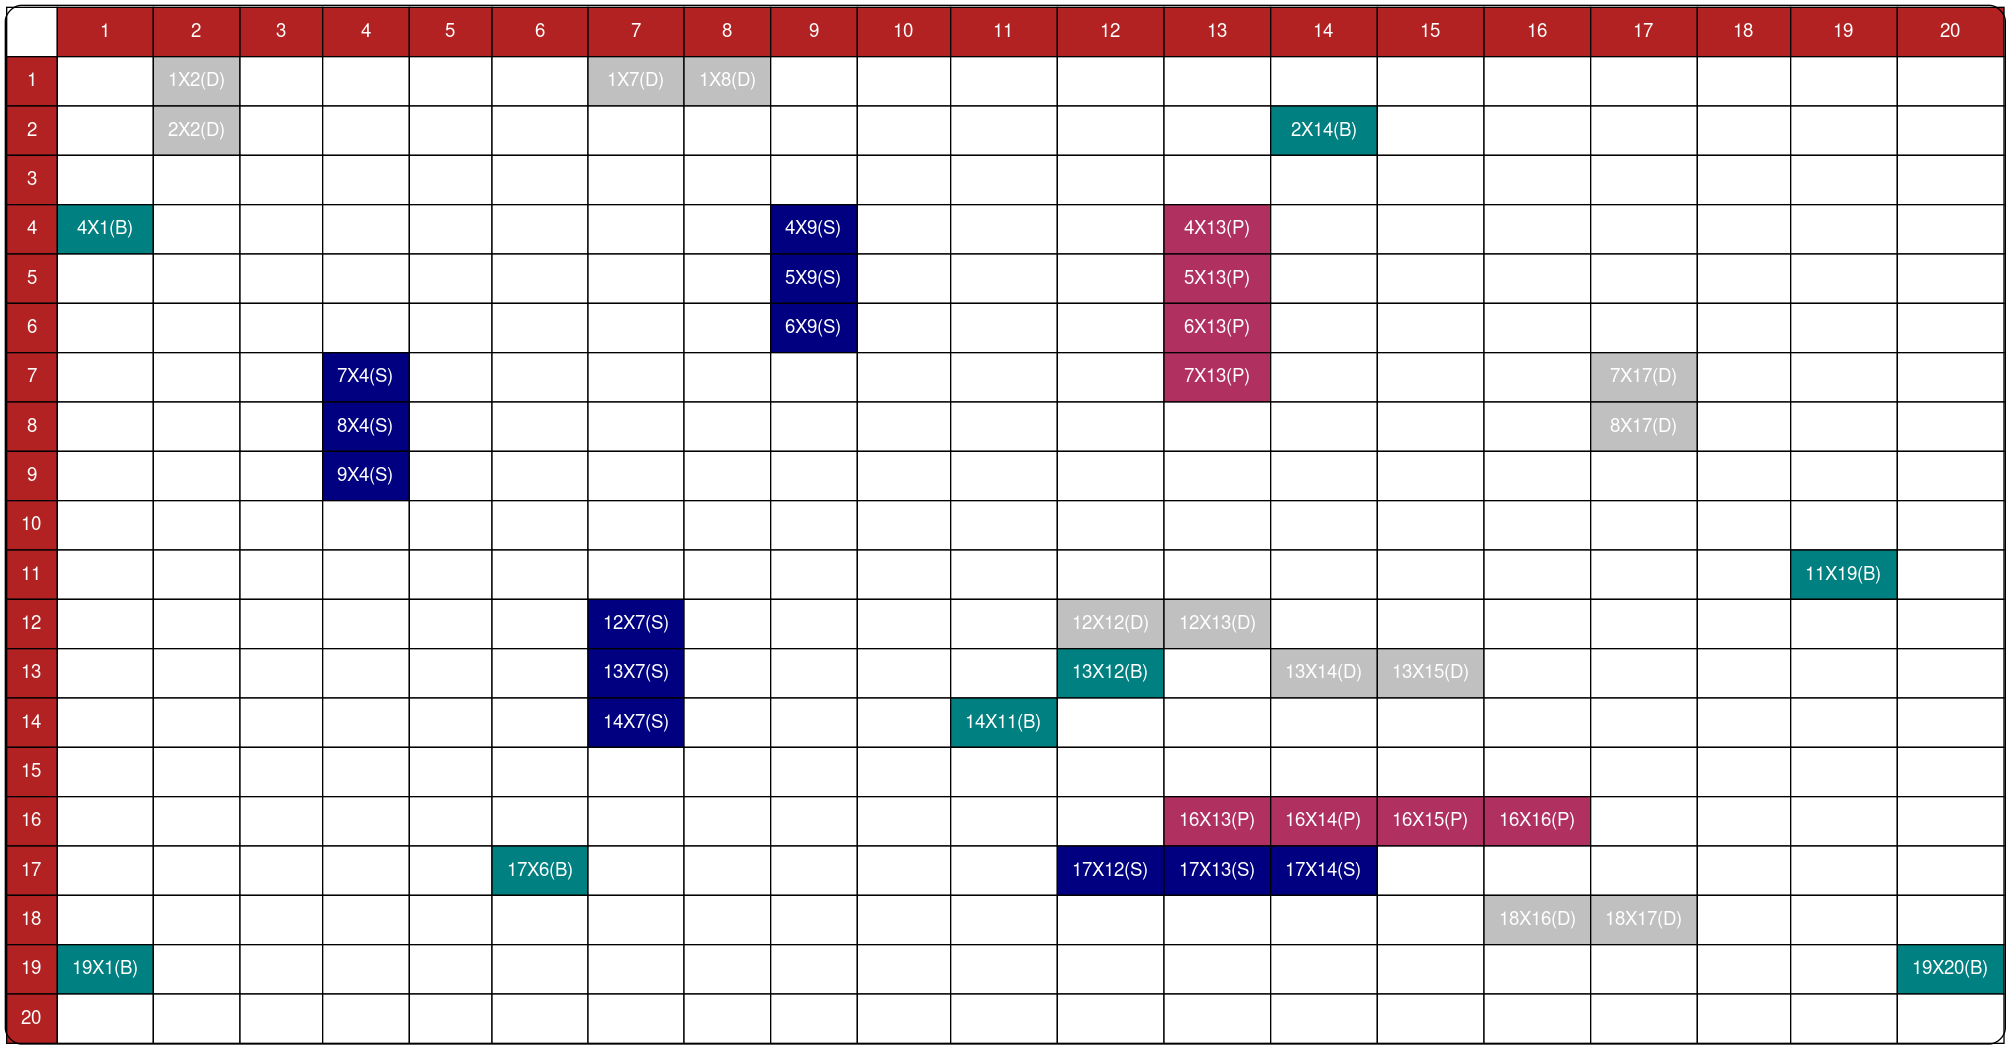 1 2 3 4 5 6 7 8 9 10 11 12 13 14 15 16 17 18 19 20
1 1X2(D) 1X7(D) 1X8(D)
2 2X2(D) 2X14(B)
3
4 4X1(B) 4X9(S) 4X13(P)
5 5X9(S) 5X13(P)
6 6X9(S) 6X13(P)
7 7X4(S) 7X13(P) 7X17(D)
8 8X4(S) 8X17(D)
9 9X4(S)
10
11 11X19(B)
12 12X7(S) 12X12(D) 12X13(D)
13 13X7(S) 13X12(B) 13X14(D) 13X15(D)
14 14X7(S) 14X11(B)
15
16 16X13(P) 16X14(P) 16X15(P) 16X16(P)
17 17X6(B) 17X12(S) 17X13(S) 17X14(S)
18 18X16(D) 18X17(D)
19 19X1(B) 19X20(B)
20